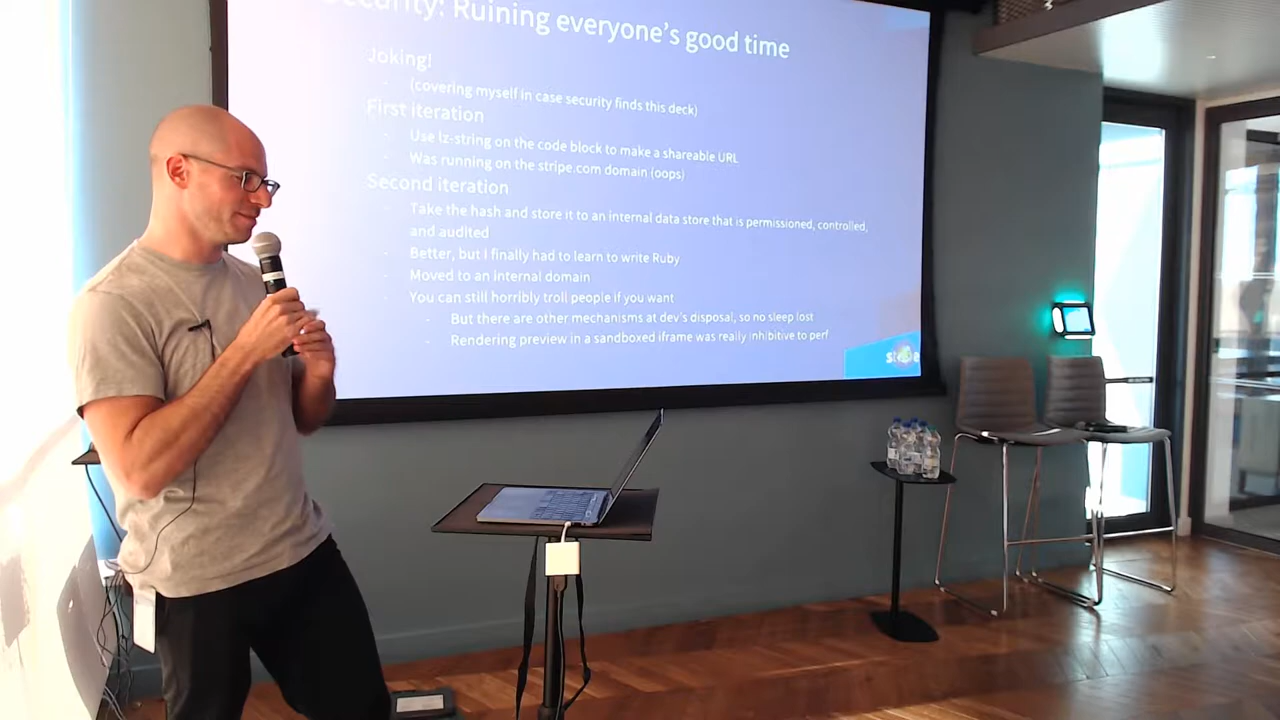 Security: Ruining everyone's good time
Joking!
- (covering myself in case security finds this deck)
First iteration
- Use lz-string on the code block to make a shareable URL
- Was running on the stripe.com domain (oops)
Second iteration
- Take the hash and store it to an internal data store that is permissioned, controlled,
and audited
- Better, but I finally had to learn to write Ruby
- Moved to an internal domain
- You can still horribly troll people if you want
- But there are other mechanisms at dev's disposal, so no sleep lost
- Rendering preview in a sandboxed iframe was really inhibitive to perf